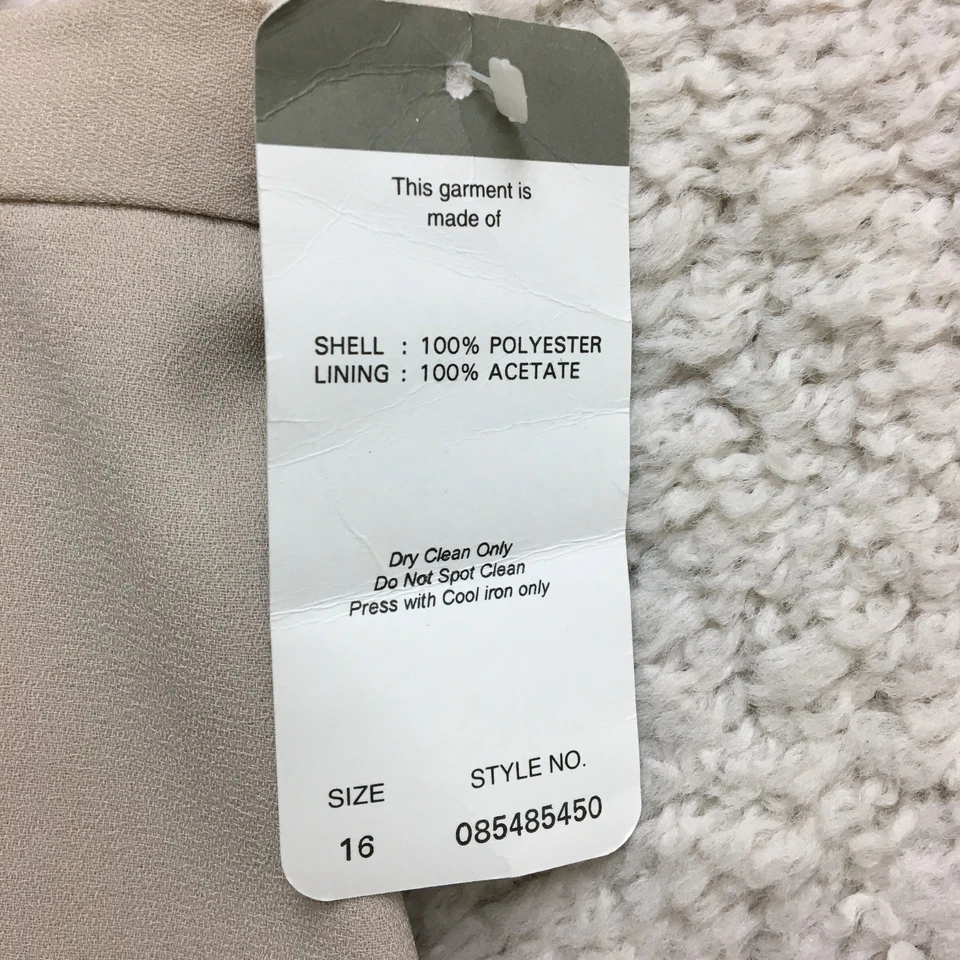 This garment is
made of
SHELL : 100% POLYESTER
LINING : 100% ACETATE
Dry Clean Only
Do Not Spot Clean
Press with Cool iron only
SIZE STYLE NO.
16 085485450